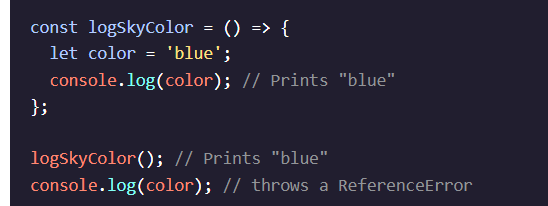 const logSkyColor = () => {
  let color = 'blue';
  console.log(color); // Prints "blue"
};

logSkyColor(); // Prints "blue"
console.log(color); // throws a ReferenceError